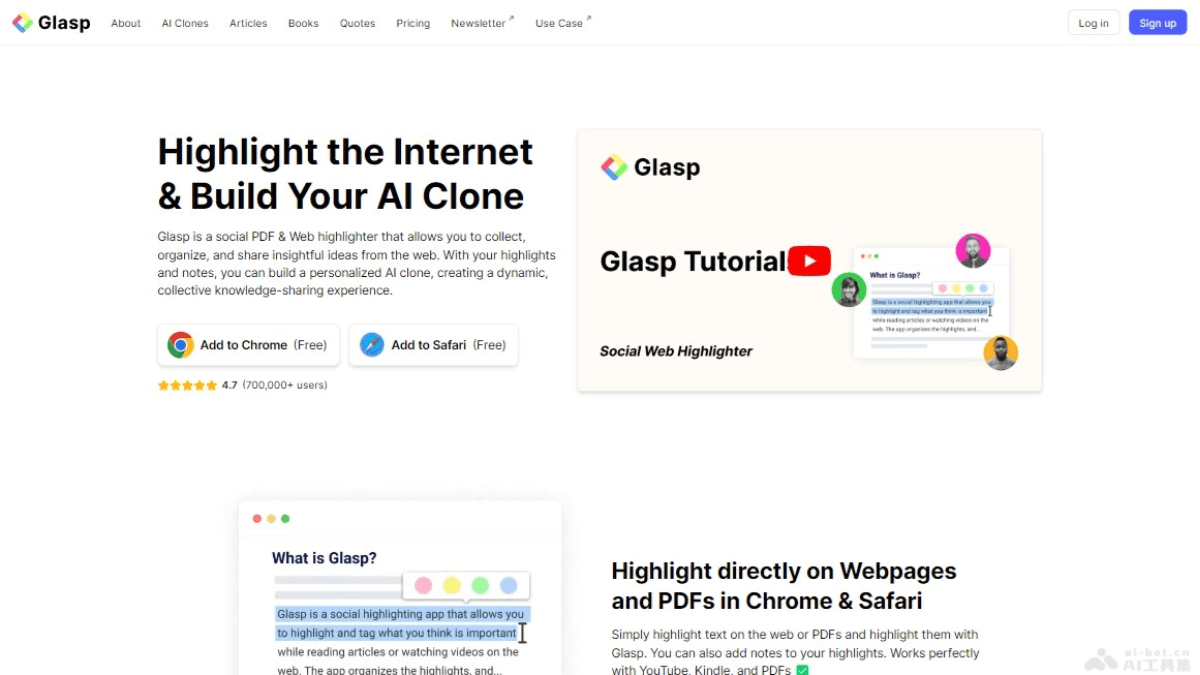 Glasp
About
AI Clones
Articles
Books
Quotes
Pricing
Newsletter
Use Case
Log in
Sign up
Highlight the Internet
& Build Your AI Clone
Glasp is a social PDF & Web highlighter that allows you to collect,
organize, and share insightful ideas from the web. With your highlights
and notes, you can build a personalized AI clone, creating a dynamic,
collective knowledge-sharing experience.
Add to Chrome (Free)
Add to Safari (Free)
4.7 (700,000+ users)
Glasp
Glasp Tutorial
Social Web Highlighter
What is Glasp?
Glasp is a social highlighting app that allows you
to highlight and tag what you think is important
while reading articles or watching videos on the
web. The app organizes the highlights, and...
What is Glasp?
Glasp is a social highlighting app that allows you
to highlight and tag what you think is important
while reading articles or watching videos on the
web. The app organizes the highlights, and...
Highlight directly on Webpages
and PDFs in Chrome & Safari
Simply highlight text on the web or PDFs and highlight them with
Glasp. You can also add notes to your highlights. Works perfectly
with YouTube, Kindle, and PDFs ✅
ai-bot.cn
AI工具集